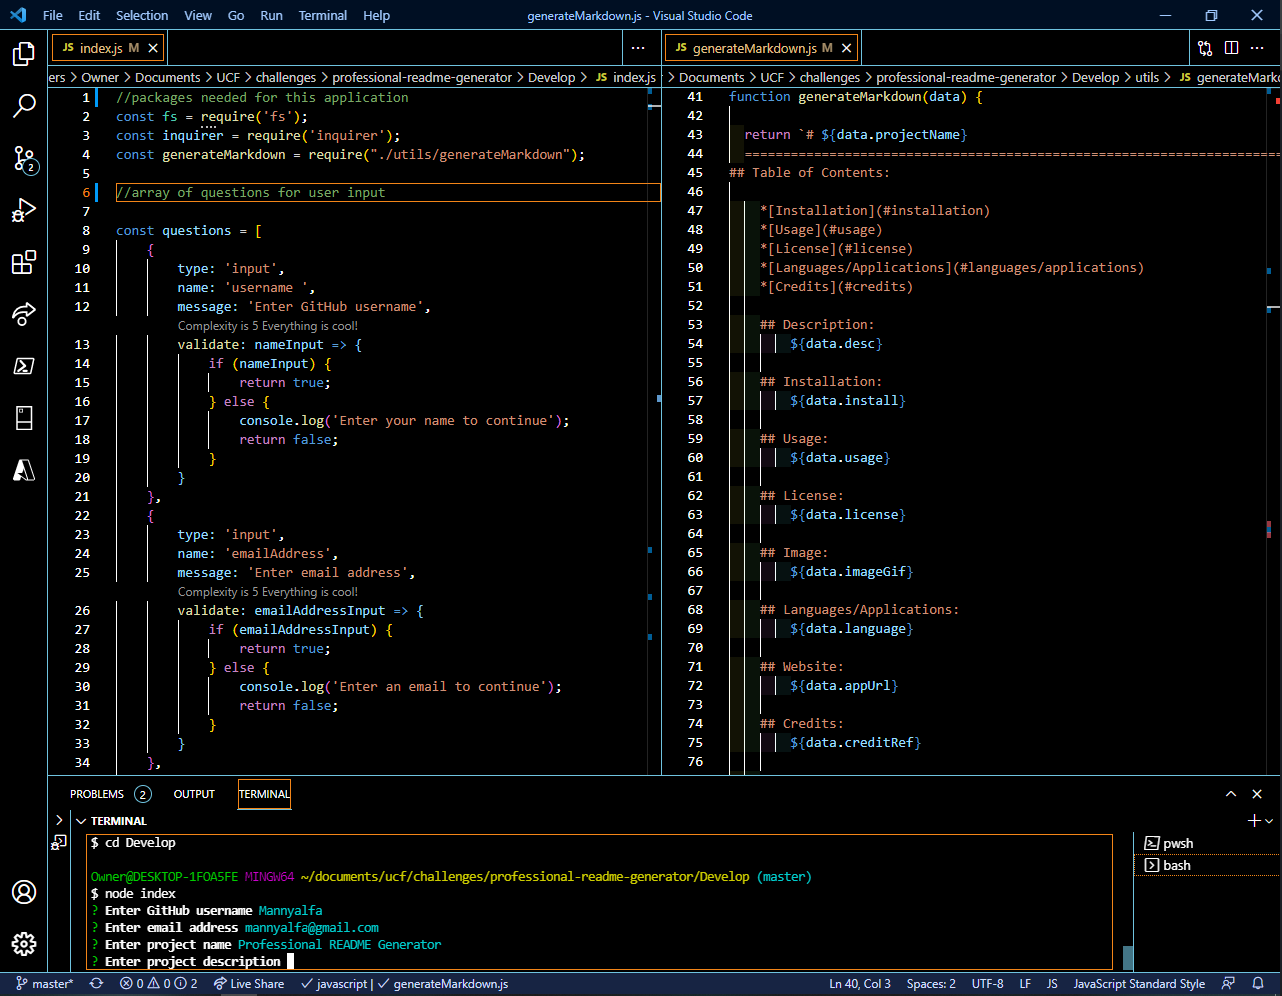 File Edit Selection View Go Run Terminal Help generateMarkdown.js - Visual Studio Code
JS index.js M
JS generateMarkdown.js M
ers > Owner > Documents > UCF > challenges > professional-readme-generator > Develop > JS index.js
> Documents > UCF > challenges > professional-readme-generator > Develop > utils > JS generateMarkd
1 //packages needed for this application
2 const fs = require('fs');
3 const inquirer = require('inquirer');
4 const generateMarkdown = require("./utils/generateMarkdown");
5
6 //array of questions for user input
7
8 const questions = [
9 {
10 type: 'input',
11 name: 'username ',
12 message: 'Enter GitHub username',
Complexity is 5 Everything is cool!
13 validate: nameInput => {
14 if (nameInput) {
15 return true;
16 } else {
17 console.log('Enter your name to continue');
18 return false;
19 }
20 }
21 },
22 {
23 type: 'input',
24 name: 'emailAddress',
25 message: 'Enter email address',
Complexity is 5 Everything is cool!
26 validate: emailAddressInput => {
27 if (emailAddressInput) {
28 return true;
29 } else {
30 console.log('Enter an email to continue');
31 return false;
32 }
33 }
34 },
41 function generateMarkdown(data) {
42
43 return `# ${data.projectName}
44 =====================================================================
45 ## Table of Contents:
46
47 *[Installation](#installation)
48 *[Usage](#usage)
49 *[License](#license)
50 *[Languages/Applications](#languages/applications)
51 *[Credits](#credits)
52
53 ## Description:
54 ${data.desc}
55
56 ## Installation:
57 ${data.install}
58
59 ## Usage:
60 ${data.usage}
61
62 ## License:
63 ${data.license}
64
65 ## Image:
66 ${data.imageGif}
67
68 ## Languages/Applications:
69 ${data.language}
70
71 ## Website:
72 ${data.appUrl}
73
74 ## Credits:
75 ${data.creditRef}
76
PROBLEMS 2 OUTPUT TERMINAL
TERMINAL
$ cd Develop
Owner@DESKTOP-1FOA5FE MINGW64 ~/documents/ucf/challenges/professional-readme-generator/Develop (master)
$ node index
? Enter GitHub username Mannyalfa
? Enter email address mannyalfa@gmail.com
? Enter project name Professional README Generator
? Enter project description
pwsh
bash
2
master* 0 0 2 Live Share javascript | generateMarkdown.js Ln 40, Col 3 Spaces: 2 UTF-8 LF JS JavaScript Standard Style